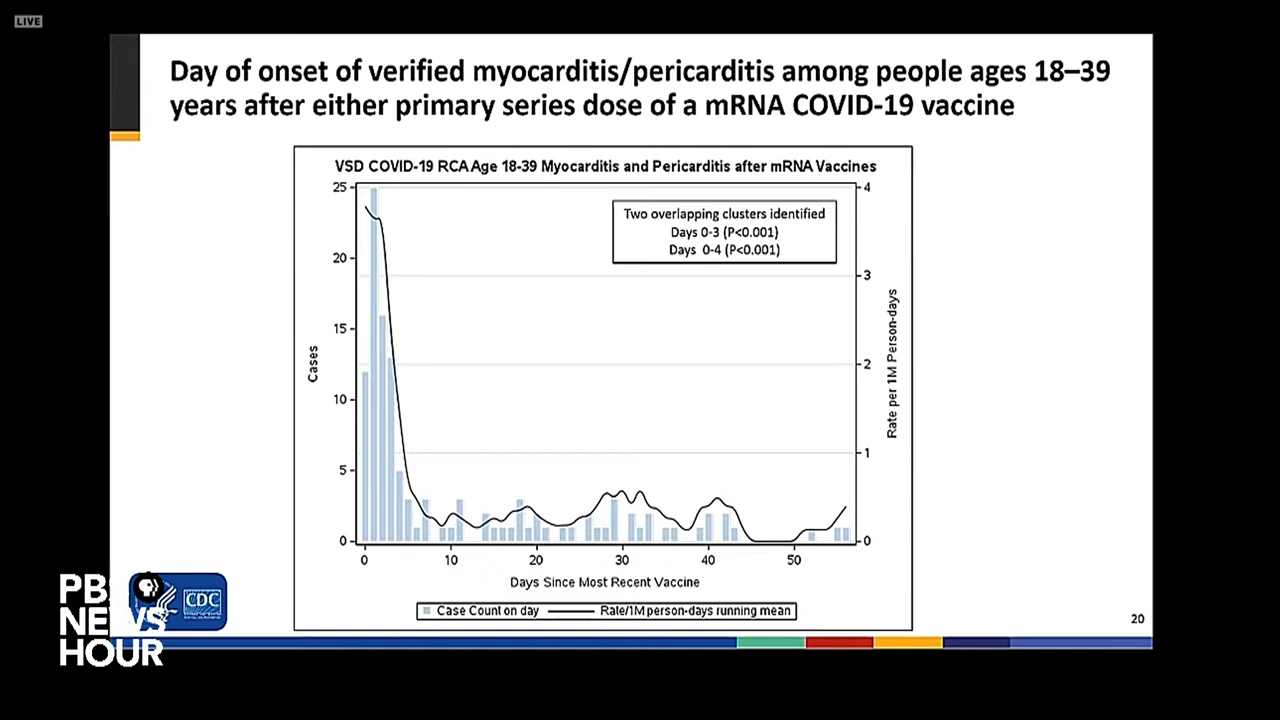 LIVE
Day of onset of verified myocarditis/pericarditis among people ages 18–39
years after either primary series dose of a mRNA COVID-19 vaccine
VSD COVID-19 RCA Age 18-39 Myocarditis and Pericarditis after mRNA Vaccines
Two overlapping clusters identified
Days 0-3 (P<0.001)
Days 0-4 (P<0.001)
25
20
15
10
5
0
Cases
4
3
2
1
0
Rate per 1M Person-days
0 10 20 30 40 50
Days Since Most Recent Vaccine
Case Count on day Rate/1M person-days running mean
CDC
20
PBS
NEWS
HOUR